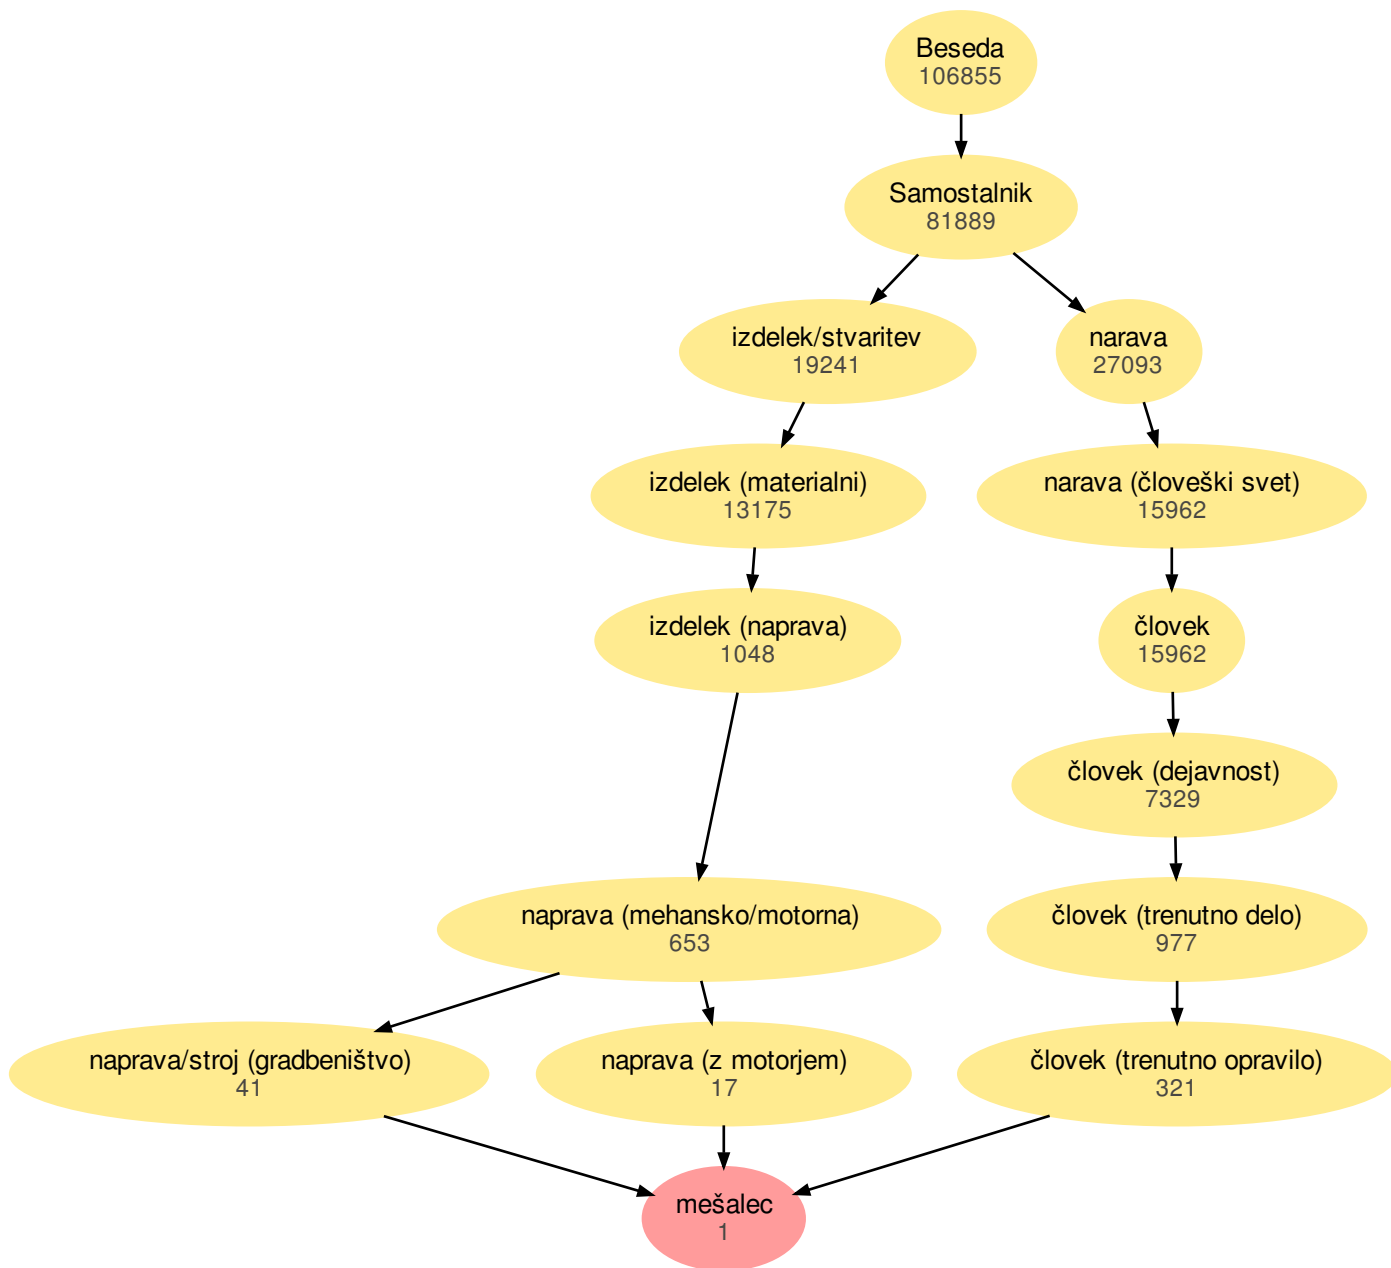 Beseda
106855
Samostalnik
81889
izdelek/stvaritev
19241
narava
27093
izdelek (materialni)
13175
narava (človeški svet)
15962
izdelek (naprava)
1048
človek
15962
človek (dejavnost)
7329
naprava (mehansko/motorna)
653
človek (trenutno delo)
977
naprava/stroj (gradbeništvo)
41
naprava (z motorjem)
17
človek (trenutno opravilo)
321
mešalec
1